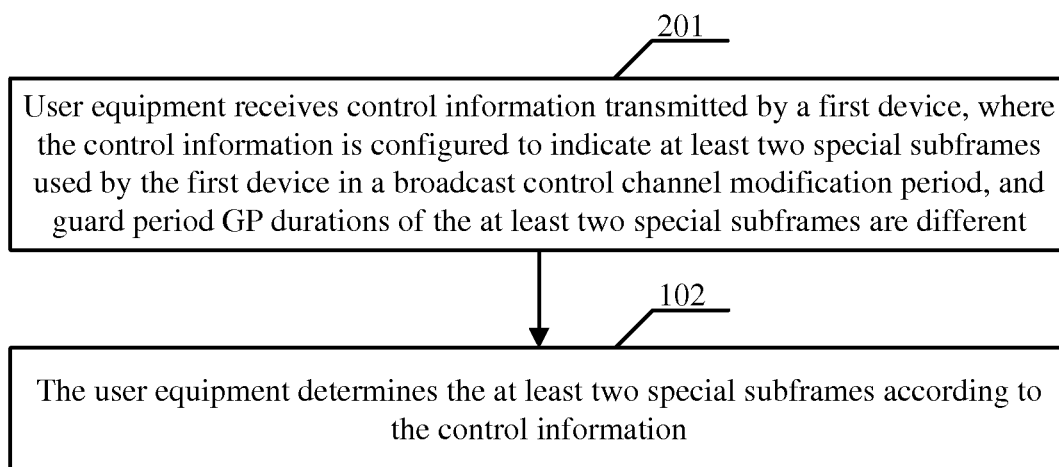 201
User equipment receives control information transmitted by a first device, where
the control information is configured to indicate at least two special subframes
used by the first device in a broadcast control channel modification period, and
guard period GP durations of the at least two special subframes are different
102
The user equipment determines the at least two special subframes according to
the control information